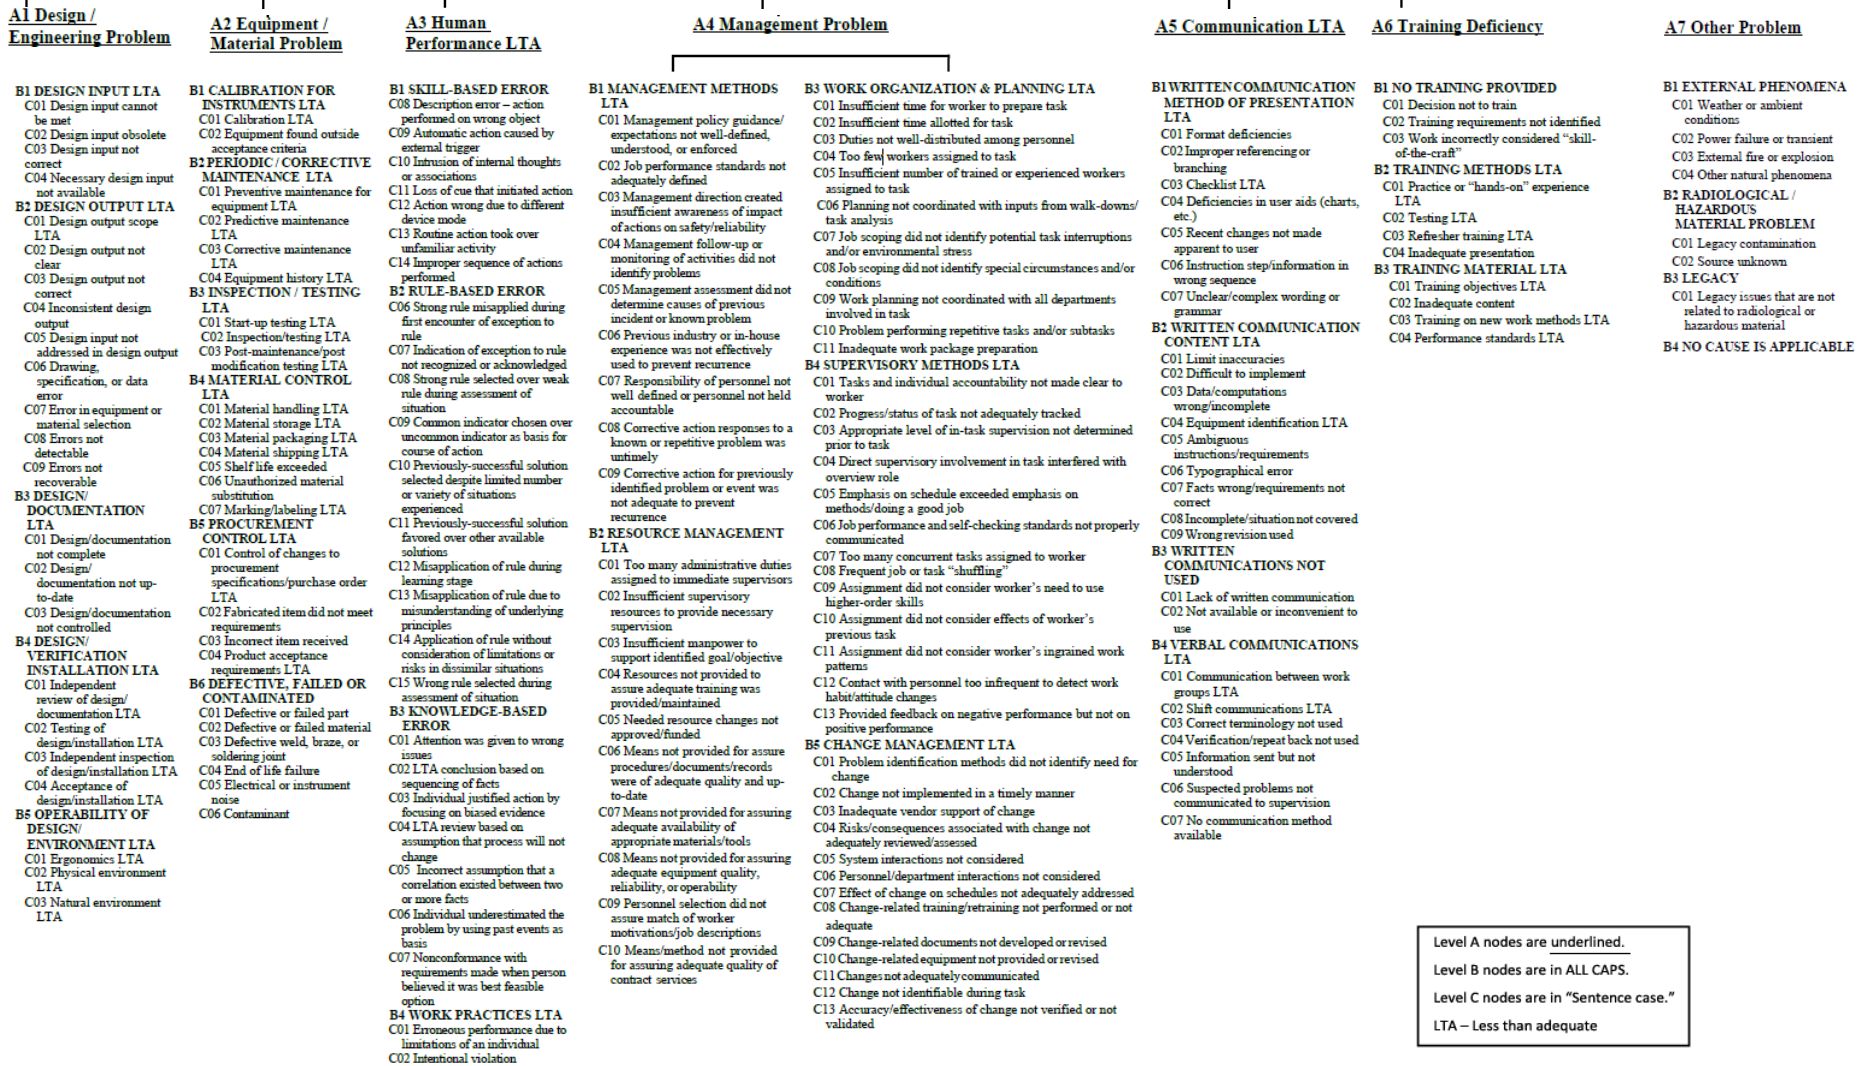 A1 Design /
Engineering Problem
B1 DESIGN INPUT LTA
C01 Design input cannot
be met
C02 Design input obsolete
C03 Design input not
correct
C04 Necessary design input
not available
B2 DESIGN OUTPUT LTA
C01 Design output scope
LTA
C02 Design output not
clear
C03 Design output not
correct
C04 Inconsistent design
output
C05 Design input not
addressed in design output
C06 Drawing,
specification, or data
error
C07 Error in equipment or
material selection
C08 Errors not
detectable
C09 Errors not
recoverable
B3 DESIGN/
DOCUMENTATION
LTA
C01 Design/documentation
not complete
C02 Design/
documentation not up-
to-date
C03 Design/documentation
not controlled
B4 DESIGN/
VERIFICATION
INSTALLATION LTA
C01 Independent
review of design/
documentation LTA
C02 Testing of
design/installation LTA
C03 Independent inspection
of design/installation LTA
C04 Acceptance of
design/installation LTA
B5 OPERABILITY OF
DESIGN/
ENVIRONMENT LTA
C01 Ergonomics LTA
C02 Physical environment
LTA
C03 Natural environment
LTA
A2 Equipment /
Material Problem
B1 CALIBRATION FOR
INSTRUMENTS LTA
C01 Calibration LTA
C02 Equipment found outside
acceptance criteria
B2 PERIODIC / CORRECTIVE
MAINTENANCE LTA
C01 Preventive maintenance for
equipment LTA
C02 Predictive maintenance
LTA
C03 Corrective maintenance
LTA
C04 Equipment history LTA
B3 INSPECTION / TESTING
LTA
C01 Start-up testing LTA
C02 Inspection/testing LTA
C03 Post-maintenance/post
modification testing LTA
B4 MATERIAL CONTROL
LTA
C01 Material handling LTA
C02 Material storage LTA
C03 Material packaging LTA
C04 Material shipping LTA
C05 Shelf life exceeded
C06 Unauthorized material
substitution
C07 Marking/labeling LTA
B5 PROCUREMENT
CONTROL LTA
C01 Control of changes to
procurement
specifications/purchase order
LTA
C02 Fabricated item did not meet
requirements
C03 Incorrect item received
C04 Product acceptance
requirements LTA
B6 DEFECTIVE, FAILED OR
CONTAMINATED
C01 Defective or failed part
C02 Defective or failed material
C03 Defective weld, braze, or
soldering joint
C04 End of life failure
C05 Electrical or instrument
noise
C06 Contaminant
A3 Human
Performance LTA
B1 SKILL-BASED ERROR
C08 Description error – action
performed on wrong object
C09 Automatic action caused by
external trigger
C10 Intrusion of internal thoughts
or associations
C11 Loss of cue that initiated action
C12 Action wrong due to different
device mode
C13 Routine action took over
unfamiliar activity
C14 Improper sequence of actions
performed
B2 RULE-BASED ERROR
C06 Strong rule misapplied during
first encounter of exception to
rule
C07 Indication of exception to rule
not recognized or acknowledged
C08 Strong rule selected over weak
rule during assessment of
situation
C09 Common indicator chosen over
uncommon indicator as basis for
course of action
C10 Previously-successful solution
selected despite limited number
or variety of situations
experienced
C11 Previously-successful solution
favored over other available
solutions
C12 Misapplication of rule during
learning stage
C13 Misapplication of rule due to
misunderstanding of underlying
principles
C14 Application of rule without
consideration of limitations or
risks in dissimilar situations
C15 Wrong rule selected during
assessment of situation
B3 KNOWLEDGE-BASED
ERROR
C01 Attention was given to wrong
issues
C02 LTA conclusion based on
sequencing of facts
C03 Individual justified action by
focusing on biased evidence
C04 LTA review based on
assumption that process will not
change
C05 Incorrect assumption that a
correlation existed between two
or more facts
C06 Individual underestimated the
problem by using past events as
basis
C07 Nonconformance with
requirements made when person
believed it was best feasible
option
B4 WORK PRACTICES LTA
C01 Erroneous performance due to
limitations of an individual
C02 Intentional violation
A4 Management Problem
B1 MANAGEMENT METHODS
LTA
C01 Management policy guidance/
expectations not well-defined,
understood, or enforced
C02 Job performance standards not
adequately defined
C03 Management direction created
insufficient awareness of impact
of actions on safety/reliability
C04 Management follow-up or
monitoring of activities did not
identify problems
C05 Management assessment did not
determine causes of previous
incident or known problem
C06 Previous industry or in-house
experience was not effectively
used to prevent recurrence
C07 Responsibility of personnel not
well defined or personnel not held
accountable
C08 Corrective action responses to a
known or repetitive problem was
untimely
C09 Corrective action for previously
identified problem or event was
not adequate to prevent
recurrence
B2 RESOURCE MANAGEMENT
LTA
C01 Too many administrative duties
assigned to immediate supervisors
C02 Insufficient supervisory
resources to provide necessary
supervision
C03 Insufficient manpower to
support identified goal/objective
C04 Resources not provided to
assure adequate training was
provided/maintained
C05 Needed resource changes not
approved/funded
C06 Means not provided for assure
procedures/documents/records
were of adequate quality and up-
to-date
C07 Means not provided for assuring
adequate availability of
appropriate materials/tools
C08 Means not provided for assuring
adequate equipment quality,
reliability, or operability
C09 Personnel selection did not
assure match of worker
motivations/job descriptions
C10 Means/method not provided
for assuring adequate quality of
contract services
B3 WORK ORGANIZATION & PLANNING LTA
C01 Insufficient time for worker to prepare task
C02 Insufficient time allotted for task
C03 Duties not well-distributed among personnel
C04 Too few workers assigned to task
C05 Insufficient number of trained or experienced workers
assigned to task
C06 Planning not coordinated with inputs from walk-downs/
task analysis
C07 Job scoping did not identify potential task interruptions
and/or environmental stress
C08 Job scoping did not identify special circumstances and/or
conditions
C09 Work planning not coordinated with all departments
involved in task
C10 Problem performing repetitive tasks and/or subtasks
C11 Inadequate work package preparation
B4 SUPERVISORY METHODS LTA
C01 Tasks and individual accountability not made clear to
worker
C02 Progress/status of task not adequately tracked
C03 Appropriate level of in-task supervision not determined
prior to task
C04 Direct supervisory involvement in task interfered with
overview role
C05 Emphasis on schedule exceeded emphasis on
methods/doing a good job
C06 Job performance and self-checking standards not properly
communicated
C07 Too many concurrent tasks assigned to worker
C08 Frequent job or task “shuffling”
C09 Assignment did not consider worker’s need to use
higher-order skills
C10 Assignment did not consider effects of worker’s
previous task
C11 Assignment did not consider worker’s ingrained work
patterns
C12 Contact with personnel too infrequent to detect work
habit/attitude changes
C13 Provided feedback on negative performance but not on
positive performance
B5 CHANGE MANAGEMENT LTA
C01 Problem identification methods did not identify need for
change
C02 Change not implemented in a timely manner
C03 Inadequate vendor support of change
C04 Risks/consequences associated with change not
adequately reviewed/assessed
C05 System interactions not considered
C06 Personnel/department interactions not considered
C07 Effect of change on schedules not adequately addressed
C08 Change-related training/retraining not performed or not
adequate
C09 Change-related documents not developed or revised
C10 Change-related equipment not provided or revised
C11 Changes not adequately communicated
C12 Change not identifiable during task
C13 Accuracy/effectiveness of change not verified or not
validated
A5 Communication LTA
B1 WRITTEN COMMUNICATION
METHOD OF PRESENTATION
LTA
C01 Format deficiencies
C02 Improper referencing or
branching
C03 Checklist LTA
C04 Deficiencies in user aids (charts,
etc.)
C05 Recent changes not made
apparent to user
C06 Instruction step/information in
wrong sequence
C07 Unclear/complex wording or
grammar
B2 WRITTEN COMMUNICATION
CONTENT LTA
C01 Limit inaccuracies
C02 Difficult to implement
C03 Data/computations
wrong/incomplete
C04 Equipment identification LTA
C05 Ambiguous
instructions/requirements
C06 Typographical error
C07 Facts wrong/requirements not
correct
C08 Incomplete/situation not covered
C09 Wrong revision used
B3 WRITTEN
COMMUNICATIONS NOT
USED
C01 Lack of written communication
C02 Not available or inconvenient to
use
B4 VERBAL COMMUNICATIONS
LTA
C01 Communication between work
groups LTA
C02 Shift communications LTA
C03 Correct terminology not used
C04 Verification/repeat back not used
C05 Information sent but not
understood
C06 Suspected problems not
communicated to supervision
C07 No communication method
available
A6 Training Deficiency
B1 NO TRAINING PROVIDED
C01 Decision not to train
C02 Training requirements not identified
C03 Work incorrectly considered “skill-
of-the-craft”
B2 TRAINING METHODS LTA
C01 Practice or “hands-on” experience
LTA
C02 Testing LTA
C03 Refresher training LTA
C04 Inadequate presentation
B3 TRAINING MATERIAL LTA
C01 Training objectives LTA
C02 Inadequate content
C03 Training on new work methods LTA
C04 Performance standards LTA
A7 Other Problem
B1 EXTERNAL PHENOMENA
C01 Weather or ambient
conditions
C02 Power failure or transient
C03 External fire or explosion
C04 Other natural phenomena
B2 RADIOLOGICAL /
HAZARDOUS
MATERIAL PROBLEM
C01 Legacy contamination
C02 Source unknown
B3 LEGACY
C01 Legacy issues that are not
related to radiological or
hazardous material
B4 NO CAUSE IS APPLICABLE
Level A nodes are underlined.
Level B nodes are in ALL CAPS.
Level C nodes are in “Sentence case.”
LTA – Less than adequate